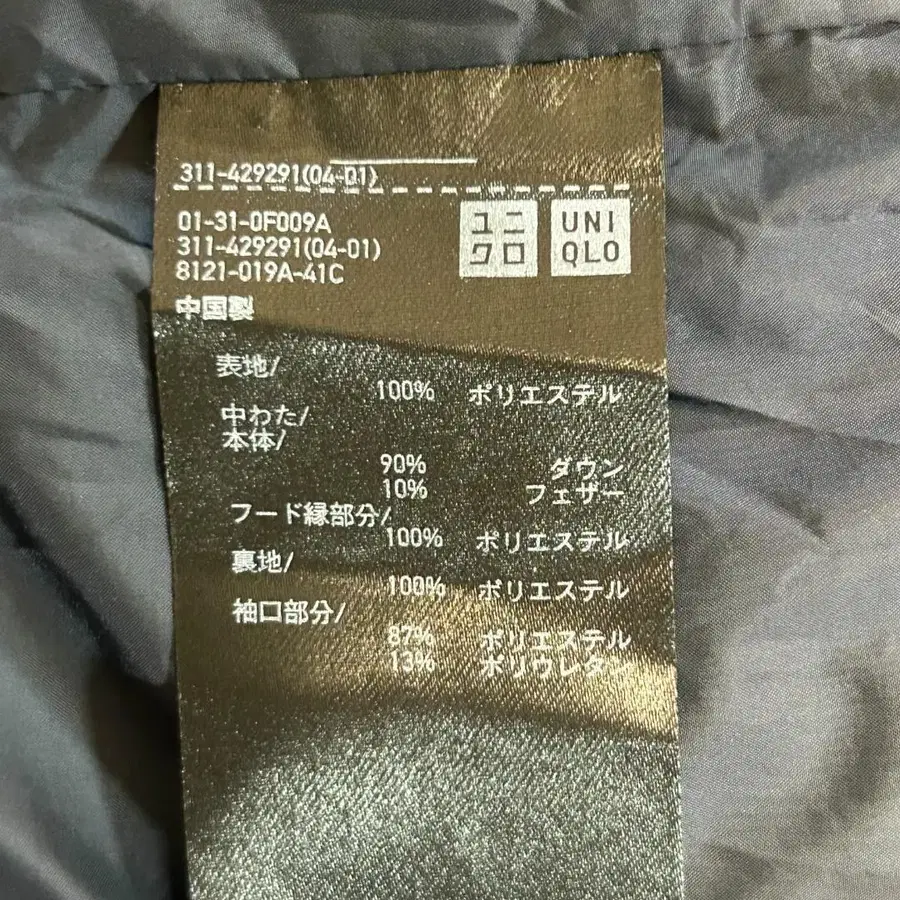 311-429291(04-01)
01-31-0F009A
311-429291(04-01)
8121-019A-41C
ユニ
クロ
UNI
QLO
中国製
表地/
100% ポリエステル
中わた/
本体/
90% ダウン
10% フェザー
フード縁部分/
100% ポリエステル
裏地/
100% ポリエステル
袖口部分/
87% ポリエステル
13% ポリウレタン